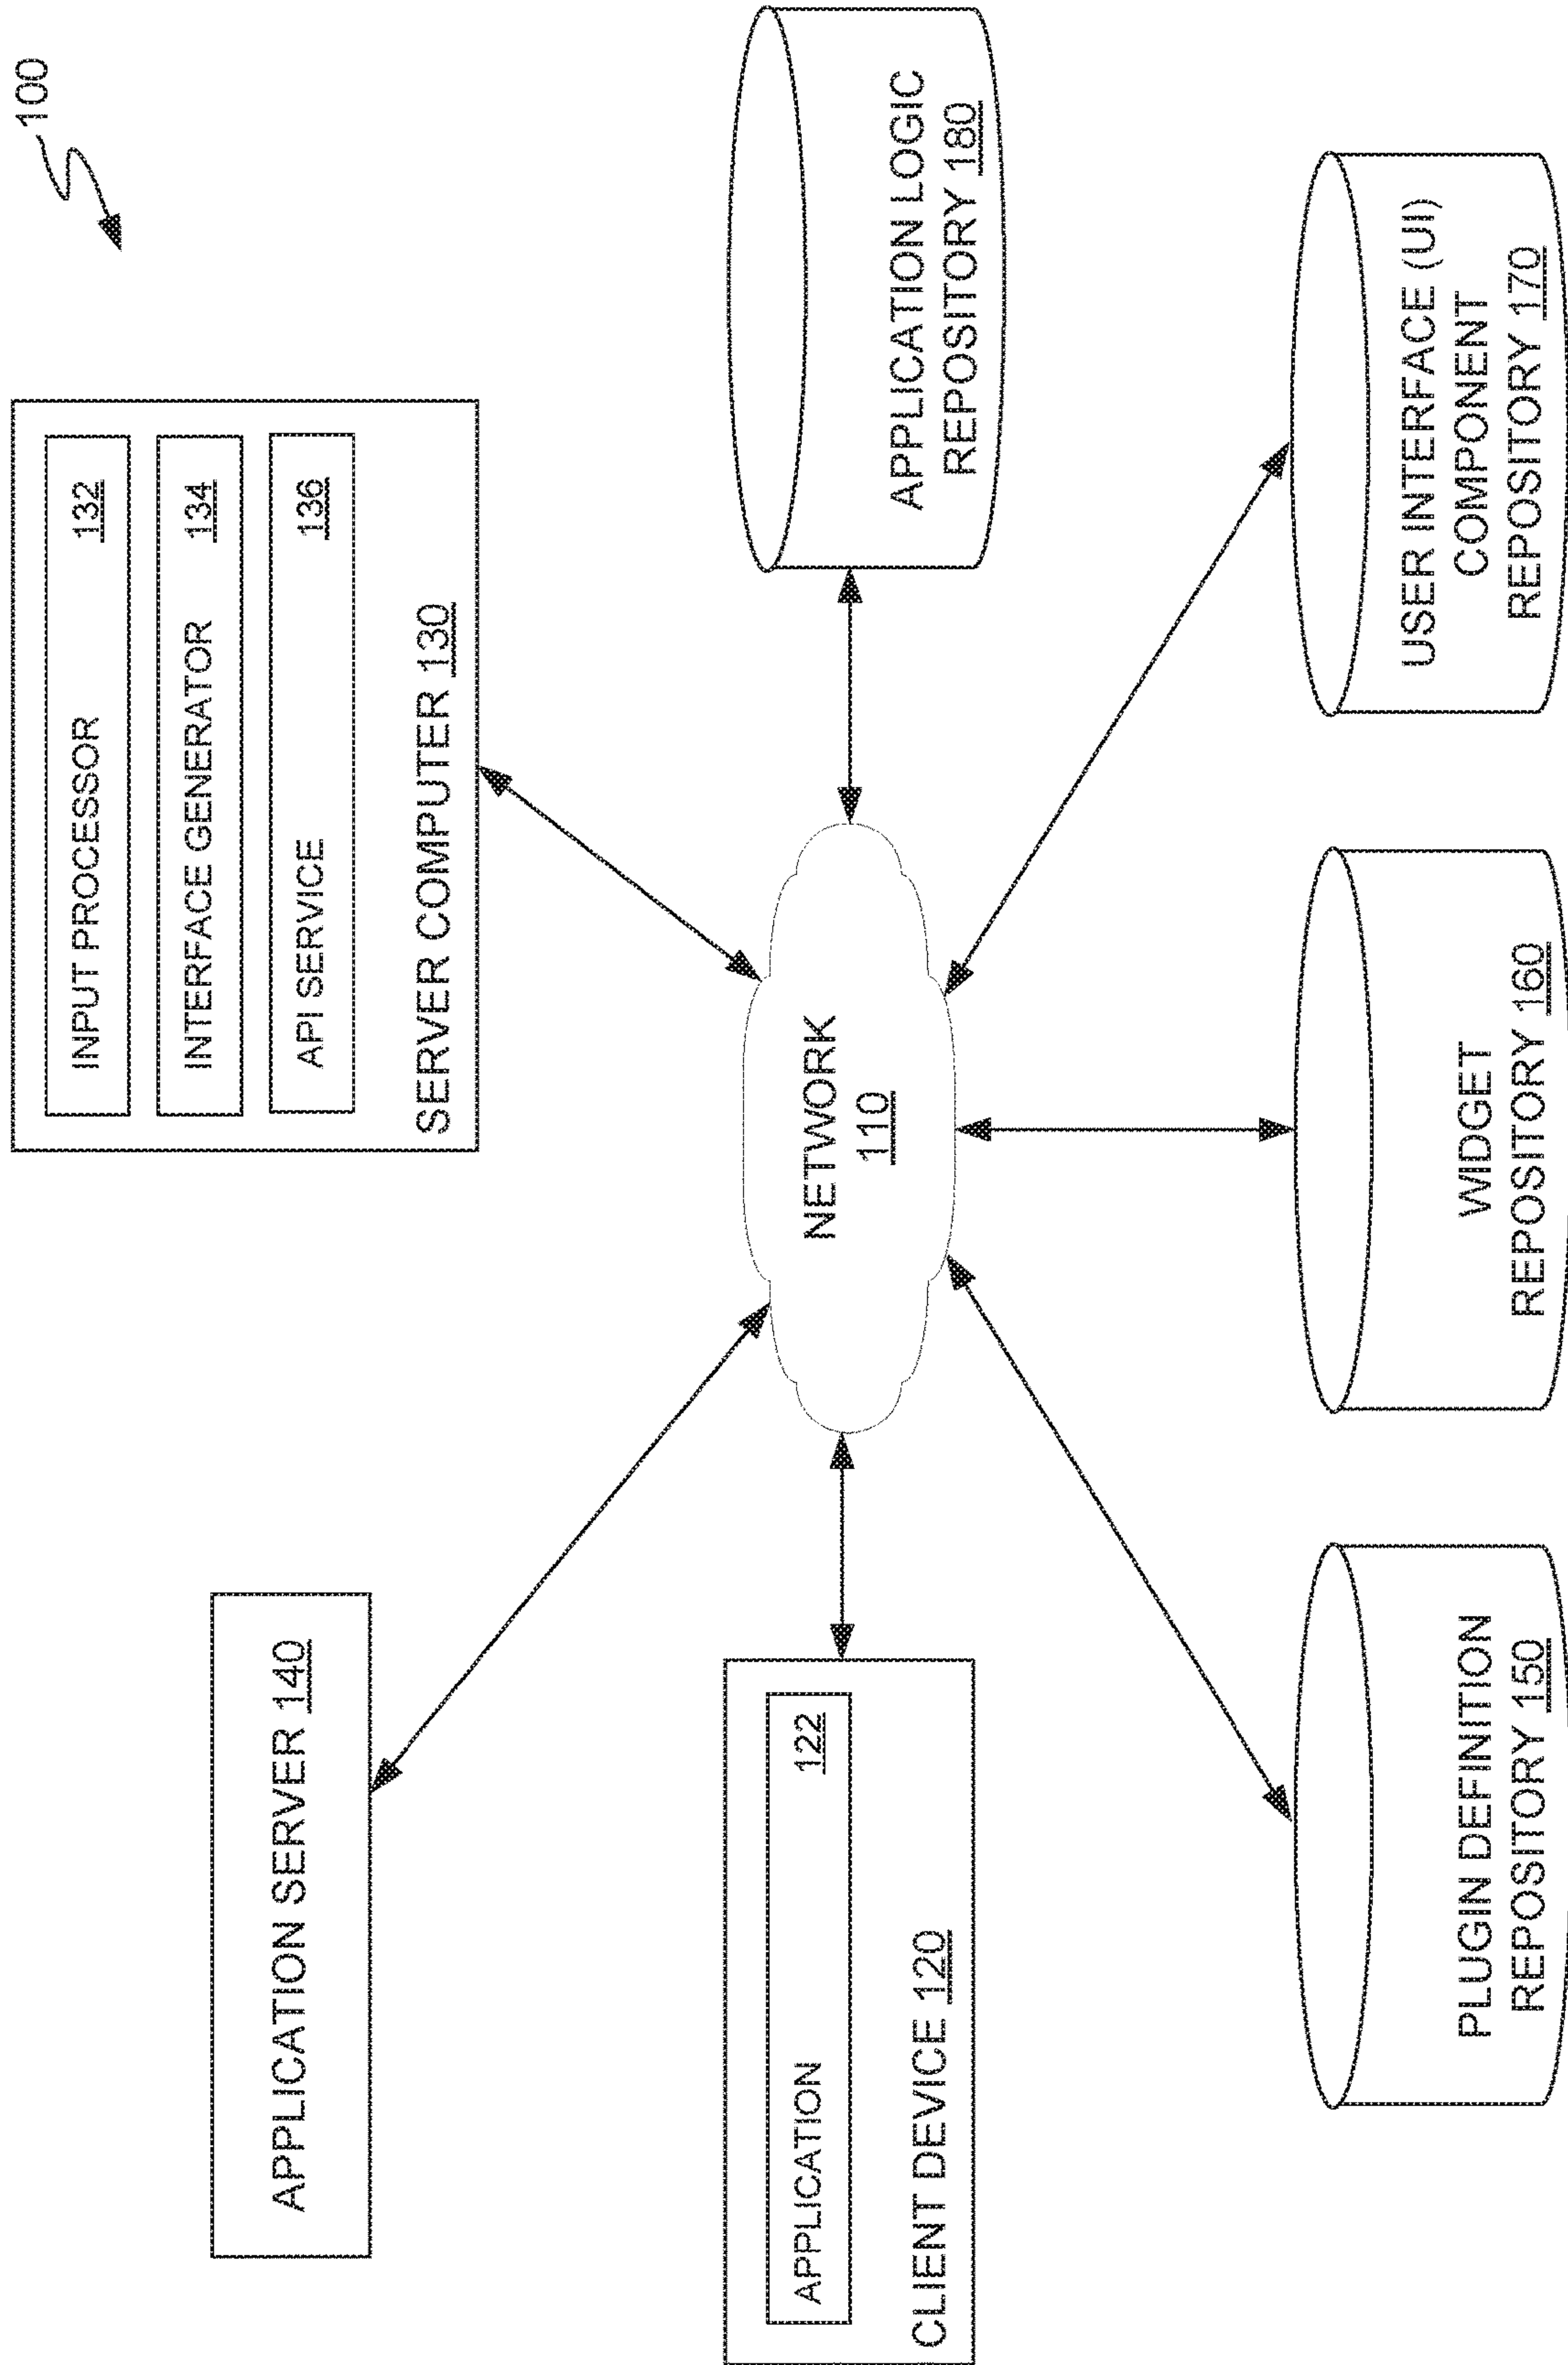 100
APPLICATION SERVER 140
INPUT PROCESSOR 132
INTERFACE GENERATOR 134
API SERVICE 136
SERVER COMPUTER 130
APPLICATION 122
CLIENT DEVICE 120
NETWORK
110
APPLICATION LOGIC
REPOSITORY 180
PLUGIN DEFINITION
REPOSITORY 150
WIDGET
REPOSITORY 160
USER INTERFACE (UI)
COMPONENT
REPOSITORY 170